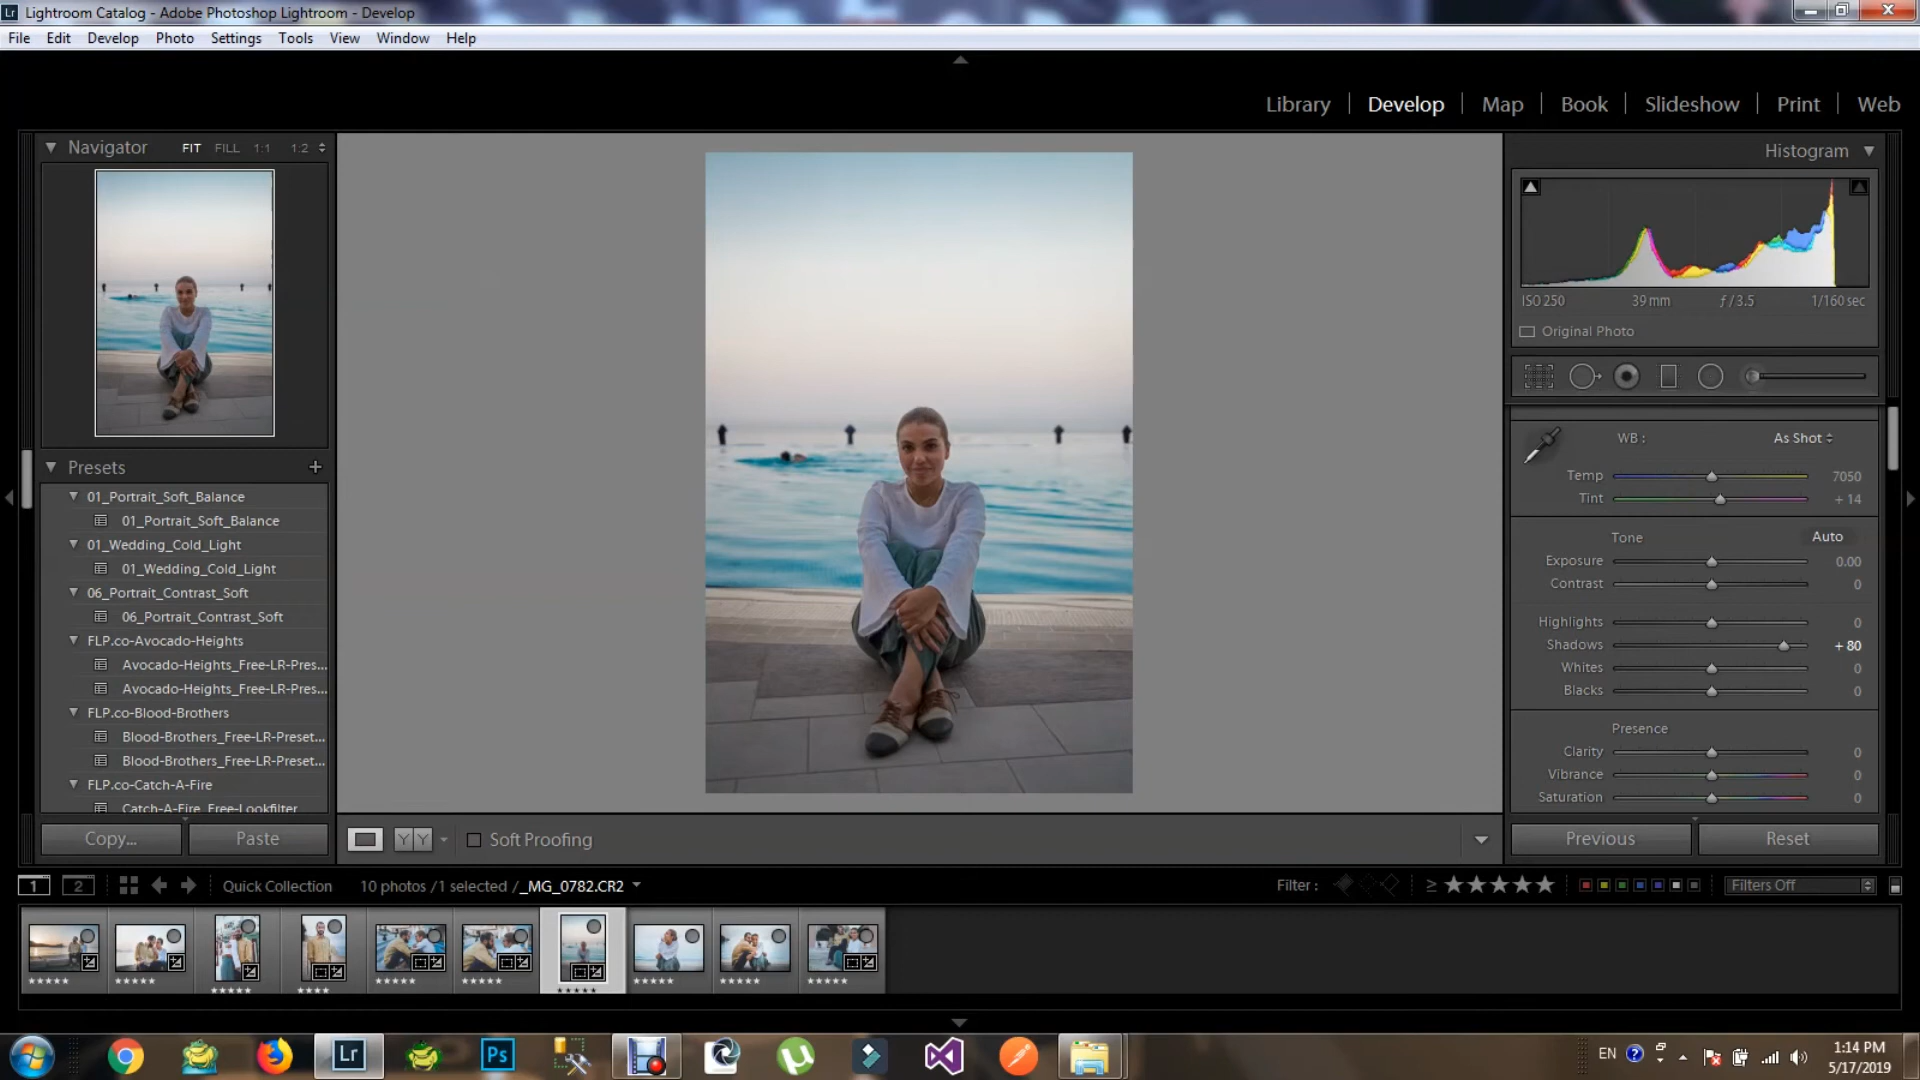 Lightroom Catalog - Adobe Photoshop Lightroom - Develop
File Edit Develop Photo Settings Tools View Window Help
Library | Develop | Map | Book | Slideshow | Print | Web
Navigator FIT FILL 1:1 1:2
Histogram
ISO 250 39 mm ƒ / 3.5 1/160 sec
Original Photo
WB : As Shot
Temp 7050
Tint + 14
Tone Auto
Exposure 0.00
Contrast 0
Highlights 0
Shadows + 80
Whites 0
Blacks 0
Presence
Clarity 0
Vibrance 0
Saturation 0
Previous Reset
Presets +
01_Portrait_Soft_Balance
01_Portrait_Soft_Balance
01_Wedding_Cold_Light
01_Wedding_Cold_Light
06_Portrait_Contrast_Soft
06_Portrait_Contrast_Soft
FLP.co-Avocado-Heights
Avocado-Heights_Free-LR-Pres...
Avocado-Heights_Free-LR-Pres...
FLP.co-Blood-Brothers
Blood-Brothers_Free-LR-Preset...
Blood-Brothers_Free-LR-Preset...
FLP.co-Catch-A-Fire
Catch-A-Fire_Free-Lookfilter
Copy... Paste
Y Y Soft Proofing
1 2 Quick Collection 10 photos /1 selected /_MG_0782.CR2
Filter : ≥ ★★★★★ Filters Off
Lr Ps
EN 1:14 PM
5/17/2019